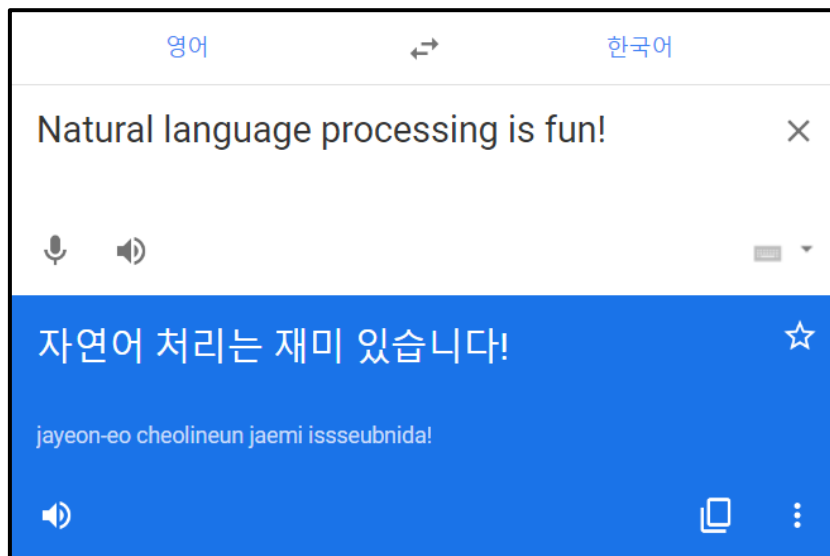 영어 한국어
Natural language processing is fun!
자연어 처리는 재미 있습니다!
jayeon-eo cheolineun jaemi issseubnida!